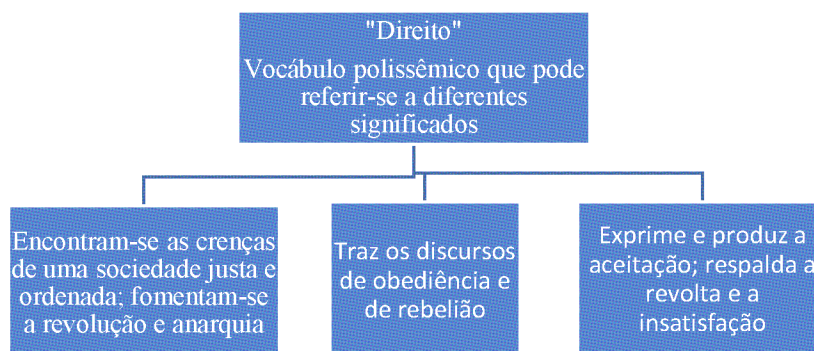 "Direito"
Vocábulo polissêmico que pode
referir-se a diferentes
significados
Encontram-se as crenças
de uma sociedade justa e
ordenada; fomentam-se
a revolução e anarquia
Traz os discursos
de obediência e
de rebelião
Exprime e produz a
aceitação; respalda a
revolta e a
insatisfação